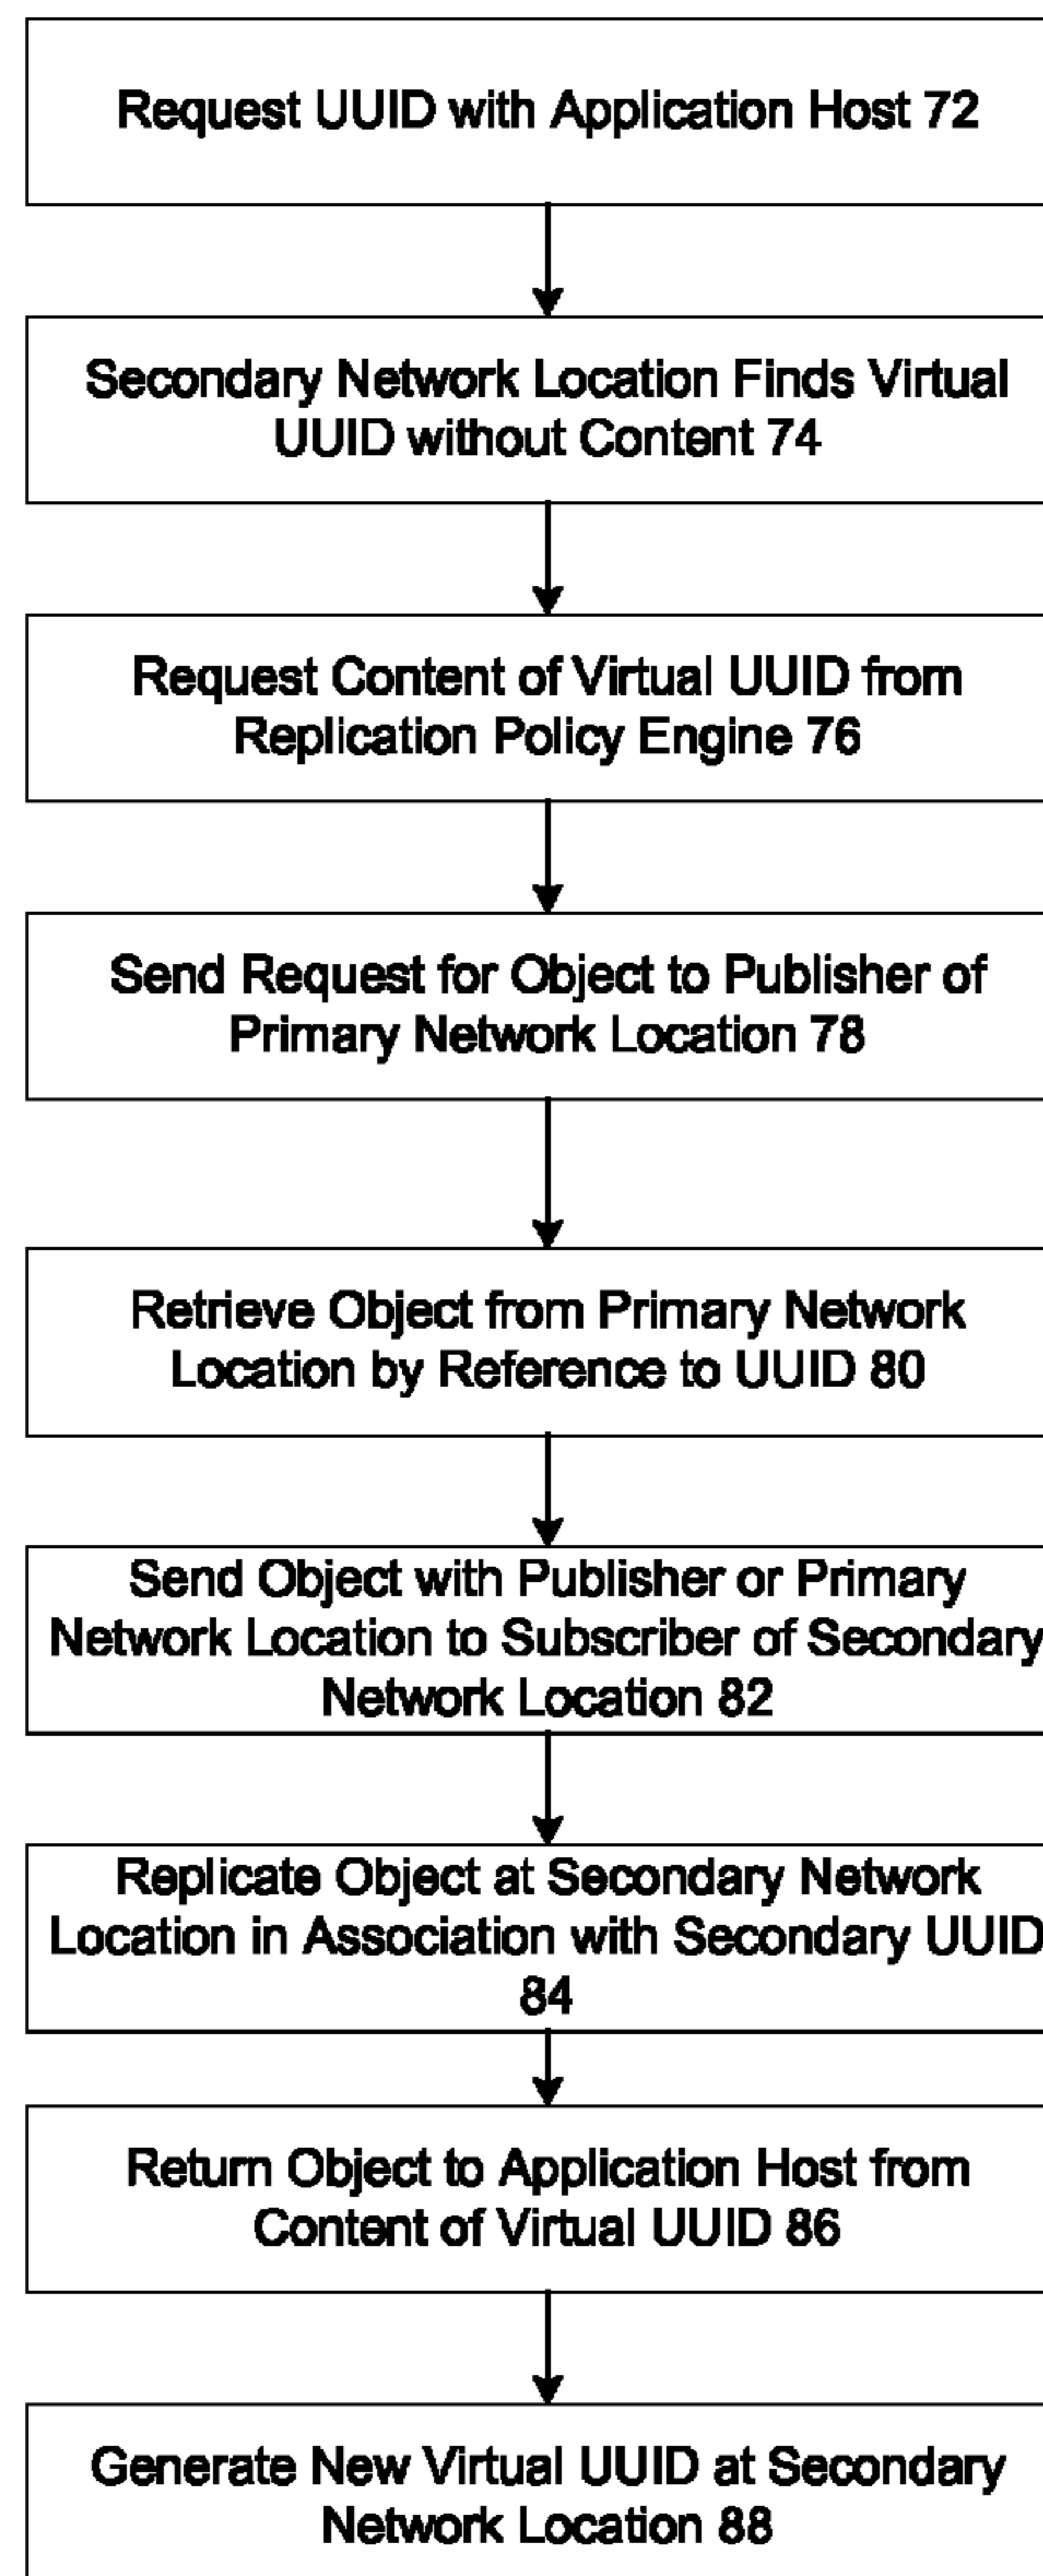 Request UUID with Application Host 72
Secondary Network Location Finds Virtual
UUID without Content 74
Request Content of Virtual UUID from
Replication Policy Engine 76
Send Request for Object to Publisher of
Primary Network Location 78
Retrieve Object from Primary Network
Location by Reference to UUID 80
Send Object with Publisher or Primary
Network Location to Subscriber of Secondary
Network Location 82
Replicate Object at Secondary Network
Location in Association with Secondary UUID
84
Return Object to Application Host from
Content of Virtual UUID 86
Generate New Virtual UUID at Secondary
Network Location 88